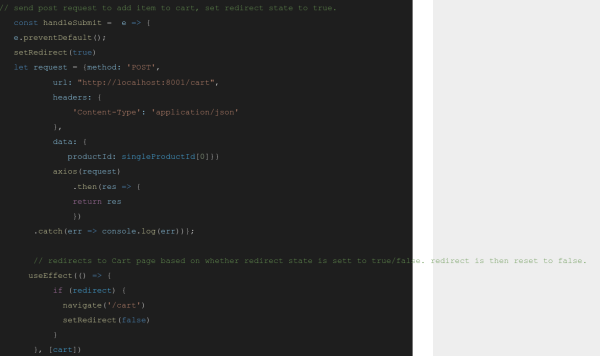 // send post request to add item to cart, set redirect state to true.
const handleSubmit = e => {
e.preventDefault();
setRedirect(true)
let request = {method: 'POST',
url: "http://localhost:8001/cart",
headers: {
'Content-Type': 'application/json'
},
data: {
productId: singleProductId[0]}}
axios(request)
.then(res => {
return res
})
.catch(err => console.log(err))};
// redirects to Cart page based on whether redirect state is sett to true/false. redirect is then reset to false.
useEffect(() => {
if (redirect) {
navigate('/cart')
setRedirect(false)
}
}, [cart])